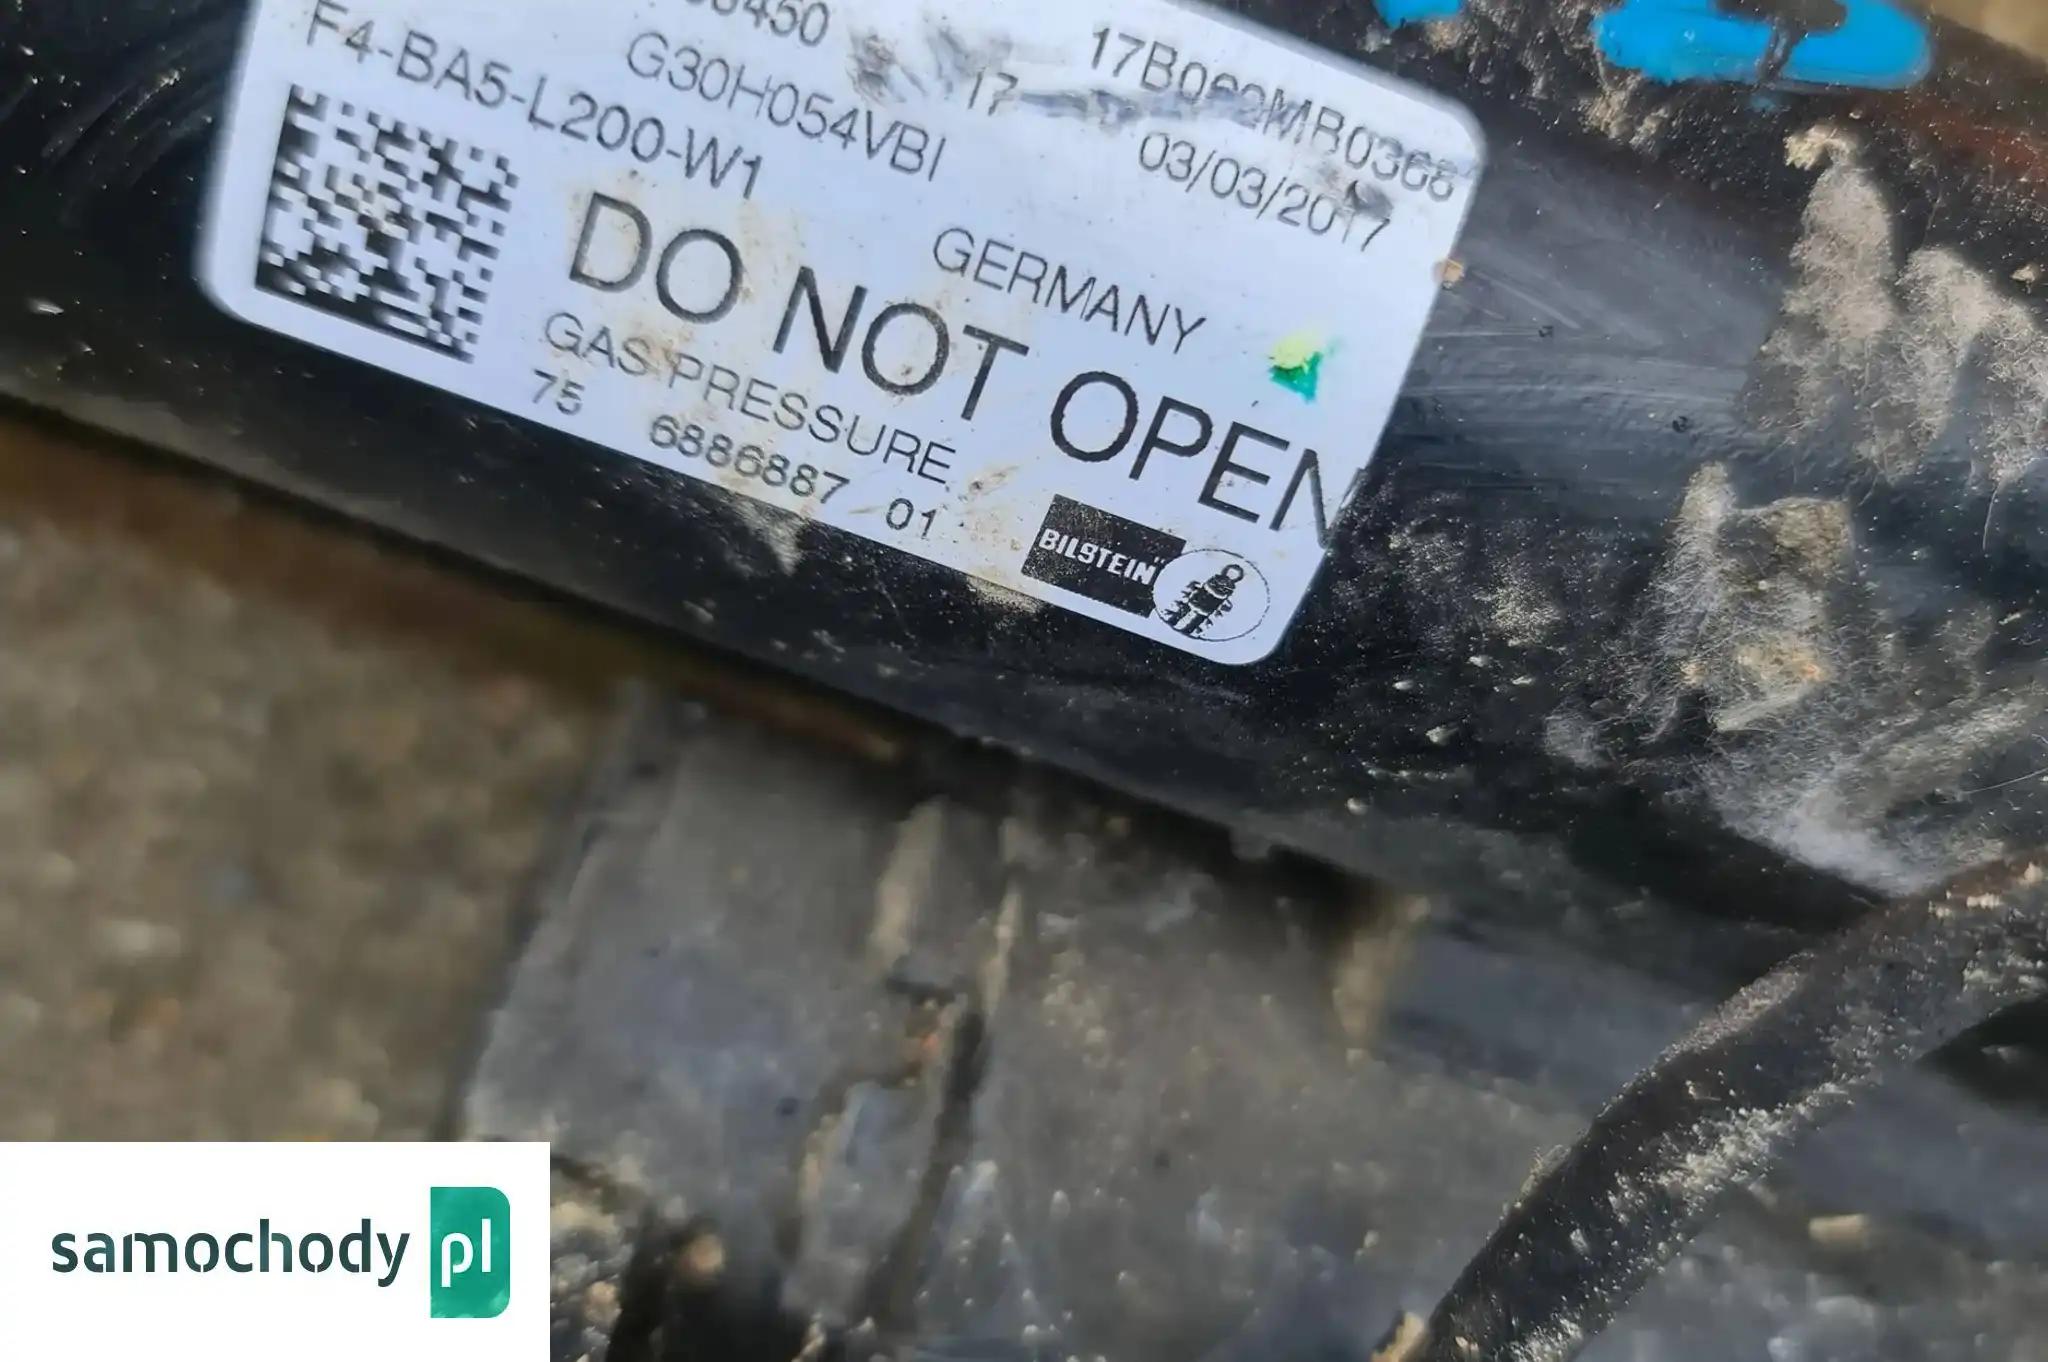 F4-BA5-L200-W1
G30H054VBI
17
03/03/2017
GERMANY
DO NOT OPEN
GAS PRESSURE
75 6886887 01
BILSTEIN
samochody pl